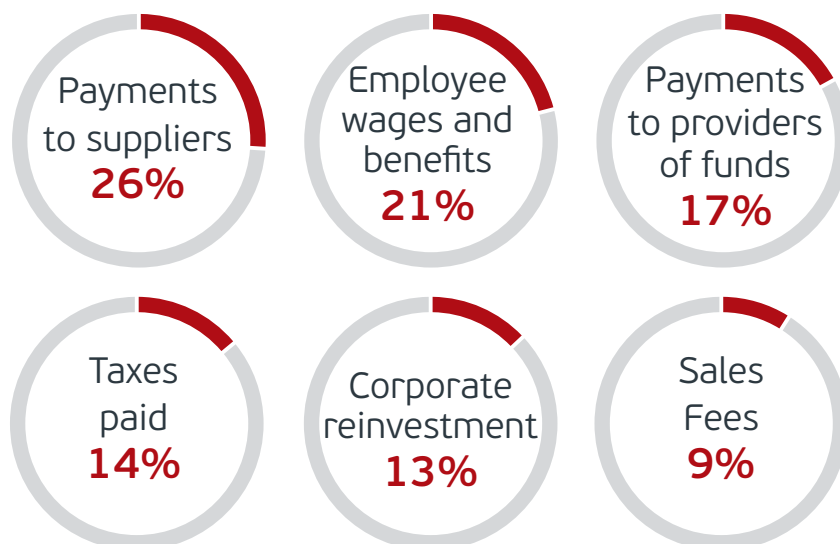 Payments
to suppliers
26%
Employee
wages and
benefits
21%
Payments
to providers
of funds
17%
Taxes
paid
14%
Corporate
reinvestment
13%
Sales
Fees
9%